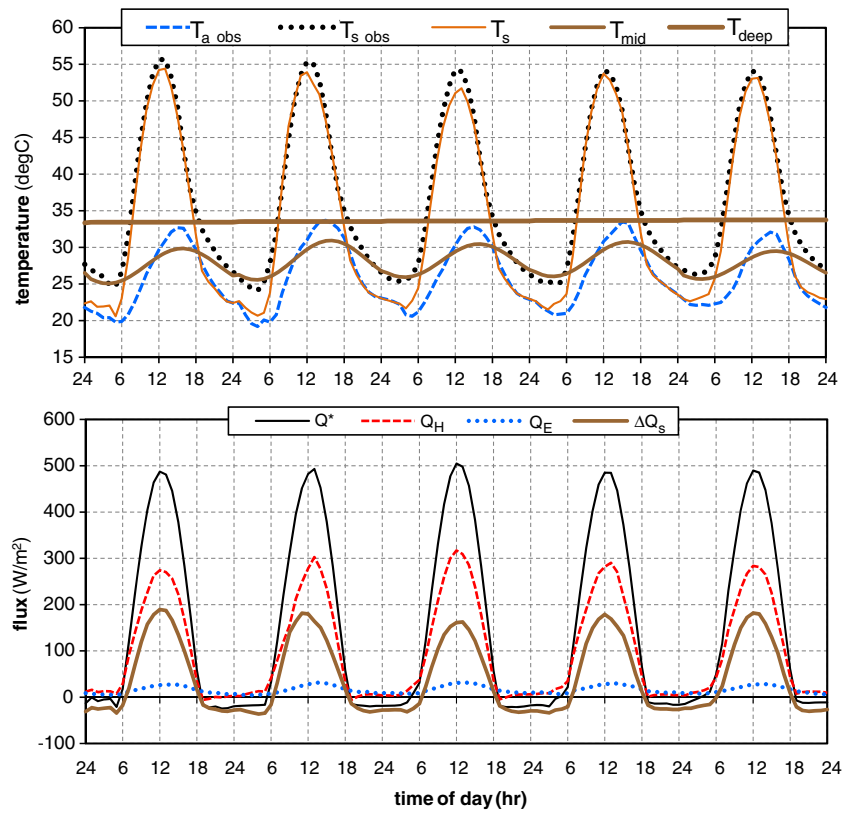 T_a obs T_s obs T_s T_mid T_deep
60
55
50
45
40
35
30
25
20
15
temperature (degC)
24 6 12 18 24 6 12 18 24 6 12 18 24 6 12 18 24 6 12 18 24
Q* Q_H Q_E ΔQ_s
600
500
400
300
200
100
0
-100
flux (W/m²)
24 6 12 18 24 6 12 18 24 6 12 18 24 6 12 18 24 6 12 18 24
time of day (hr)